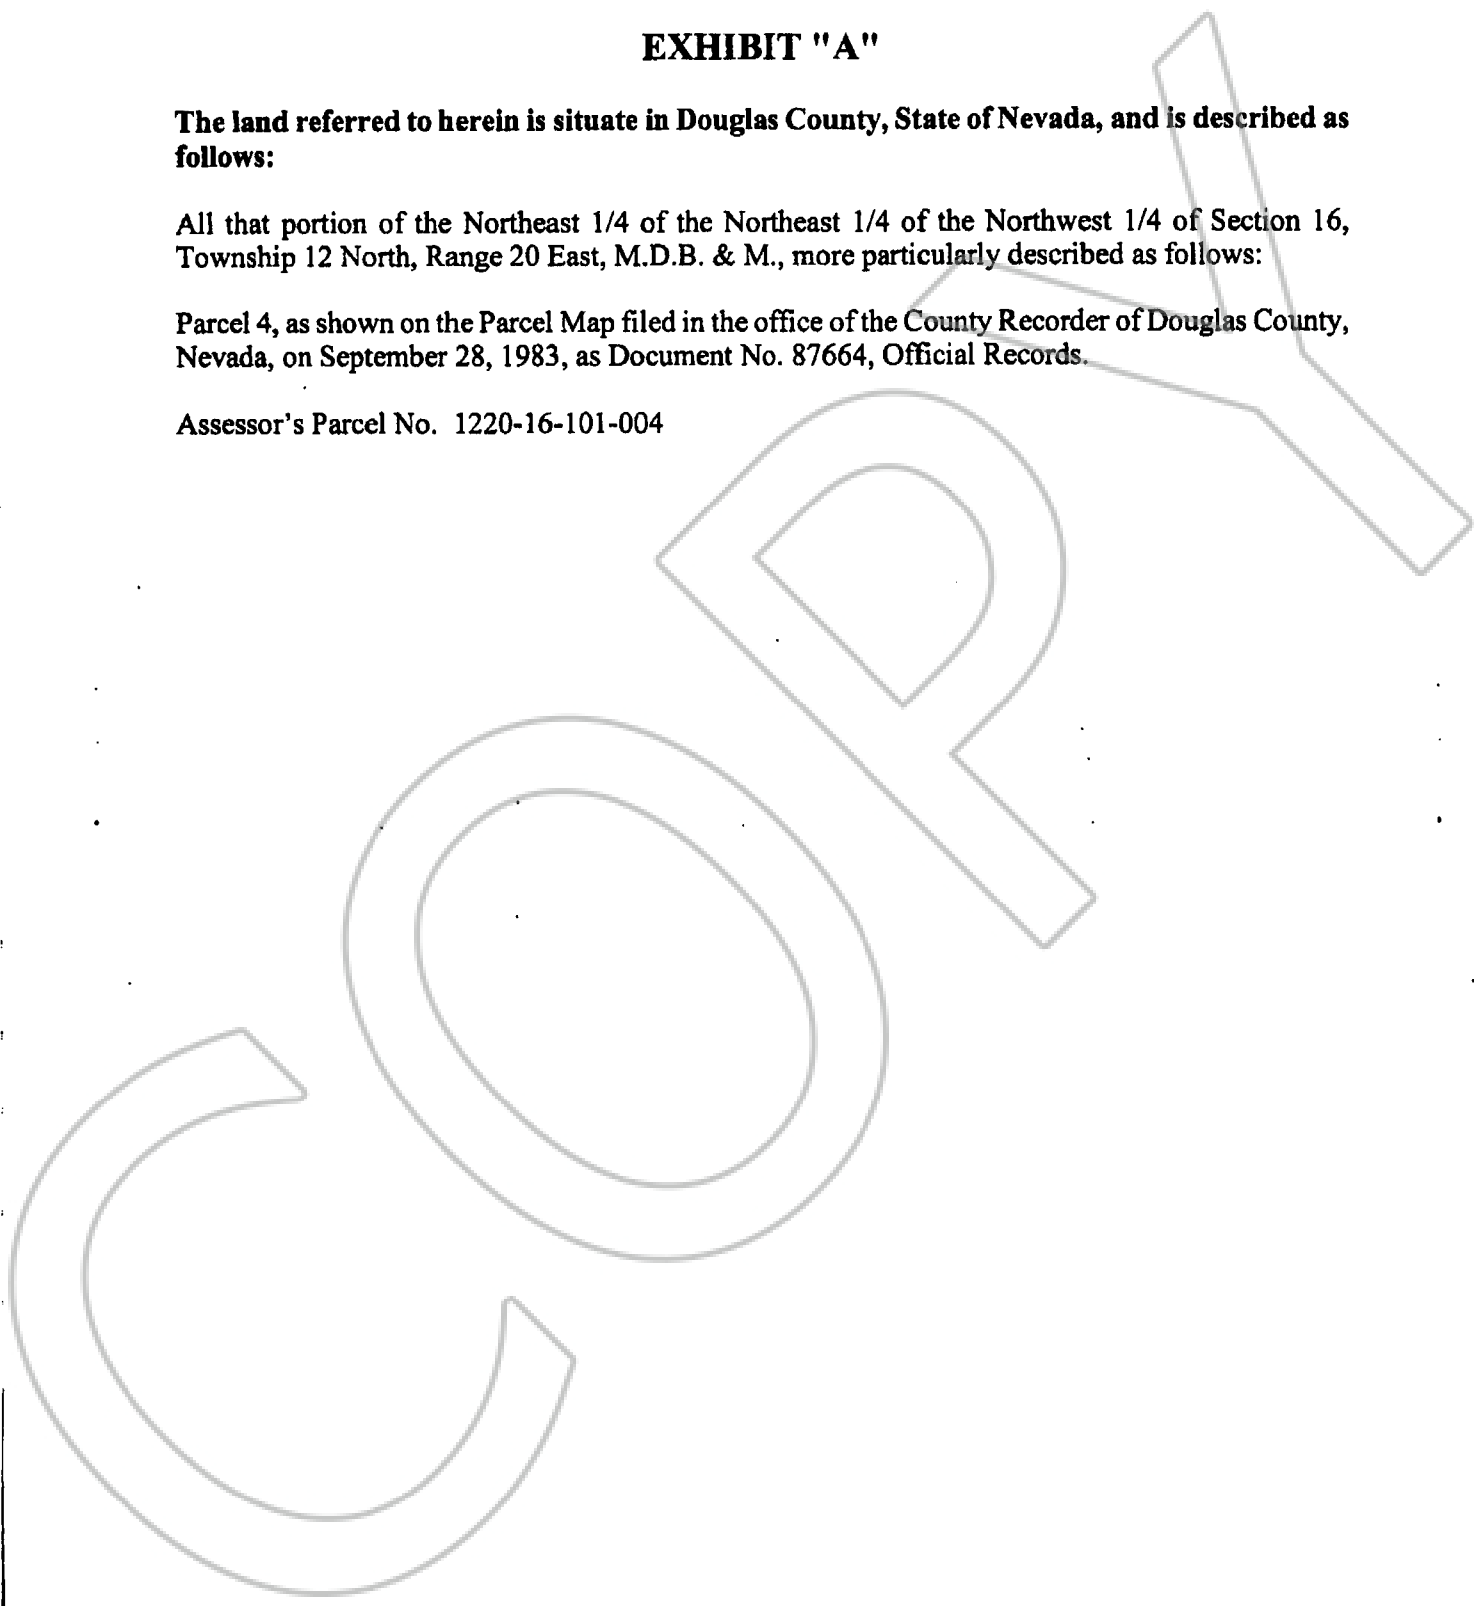 EXHIBIT "A"
The land referred to herein is situate in Douglas County, State of Nevada, and is described as
follows:
All that portion of the Northeast 1/4 of the Northeast 1/4 of the Northwest 1/4 of Section 16,
Township 12 North, Range 20 East, M.D.B. & M., more particularly described as follows:
Parcel 4, as shown on the Parcel Map filed in the office of the County Recorder of Douglas County,
Nevada, on September 28, 1983, as Document No. 87664, Official Records.
Assessor's Parcel No. 1220-16-101-004
COPY